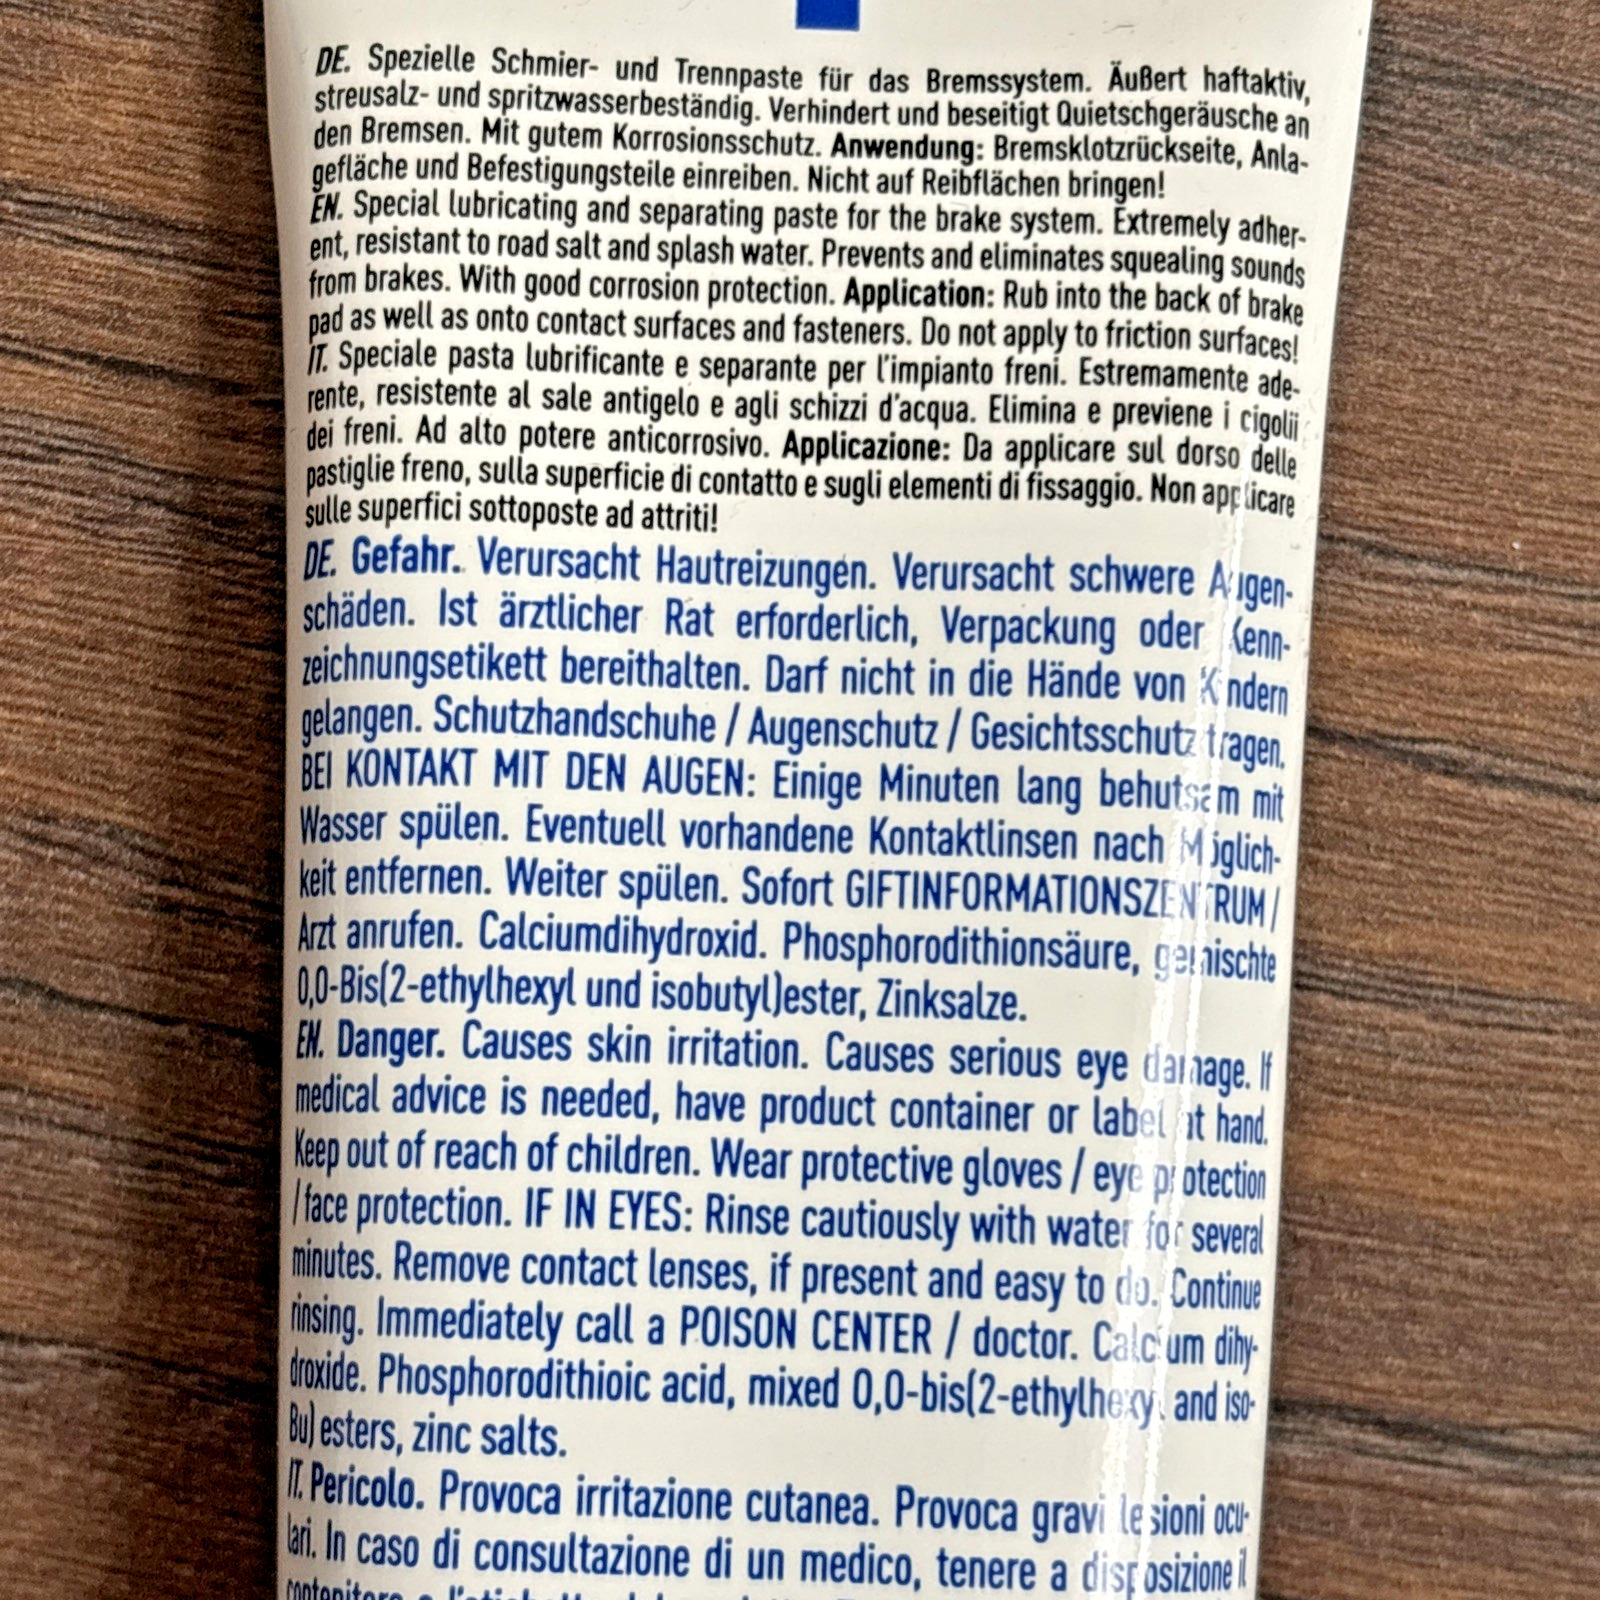 DE. Spezielle Schmier- und Trennpaste für das Bremssystem. Äußert haftaktiv,
streusalz- und spritzwasserbeständig. Verhindert und beseitigt Quietschgeräusche an
den Bremsen. Mit gutem Korrosionsschutz. Anwendung: Bremsklotzrückseite, Anla-
gefläche und Befestigungsteile einreiben. Nicht auf Reibflächen bringen!
EN. Special lubricating and separating paste for the brake system. Extremely adher-
ent, resistant to road salt and splash water. Prevents and eliminates squealing sounds
from brakes. With good corrosion protection. Application: Rub into the back of brake
pad as well as onto contact surfaces and fasteners. Do not apply to friction surfaces!
IT. Speciale pasta lubrificante e separante per l'impianto freni. Estremamente ade-
rente, resistente al sale antigelo e agli schizzi d'acqua. Elimina e previene i cigolii
dei freni. Ad alto potere anticorrosivo. Applicazione: Da applicare sul dorso delle
pastiglie freno, sulla superficie di contatto e sugli elementi di fissaggio. Non applicare
sulle superfici sottoposte ad attriti!
DE. Gefahr. Verursacht Hautreizungen. Verursacht schwere Augen-
schäden. Ist ärztlicher Rat erforderlich, Verpackung oder Kenn-
zeichnungsetikett bereithalten. Darf nicht in die Hände von Kindern
gelangen. Schutzhandschuhe / Augenschutz / Gesichtsschutz tragen.
BEI KONTAKT MIT DEN AUGEN: Einige Minuten lang behutsam mit
Wasser spülen. Eventuell vorhandene Kontaktlinsen nach Möglich-
keit entfernen. Weiter spülen. Sofort GIFTINFORMATIONSZENTRUM /
Arzt anrufen. Calciumdihydroxid. Phosphorodithionsäure, gemischte
O,O-Bis(2-ethylhexyl und isobutyl)ester, Zinksalze.
EN. Danger. Causes skin irritation. Causes serious eye damage. If
medical advice is needed, have product container or label at hand.
Keep out of reach of children. Wear protective gloves / eye protection
/ face protection. IF IN EYES: Rinse cautiously with water for several
minutes. Remove contact lenses, if present and easy to do. Continue
rinsing. Immediately call a POISON CENTER / doctor. Calcium dihy-
droxide. Phosphorodithioic acid, mixed O,O-bis(2-ethylhexyl and iso-
Bu) esters, zinc salts.
IT. Pericolo. Provoca irritazione cutanea. Provoca gravi lesioni ocu-
lari. In caso di consultazione di un medico, tenere a disposizione il